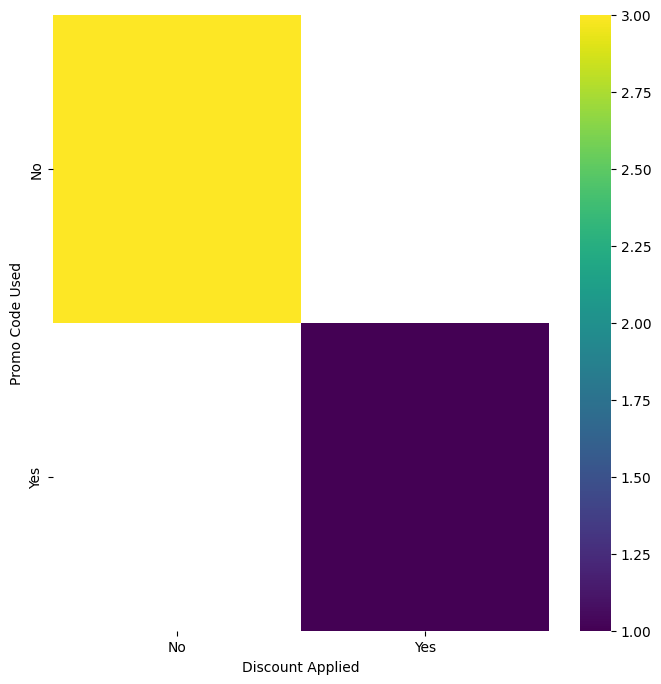 No
Yes
Promo Code Used
No
Yes
Discount Applied
3.00
2.75
2.50
2.25
2.00
1.75
1.50
1.25
1.00